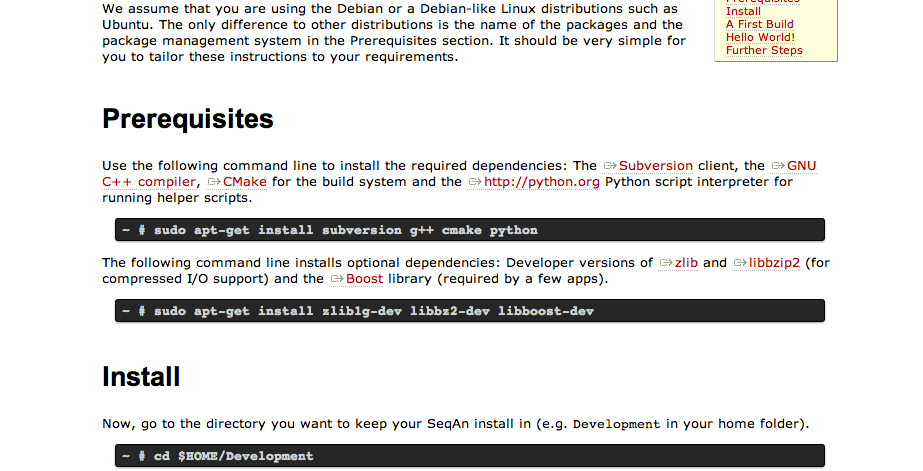 We assume that you are using the Debian or a Debian-like Linux distributions such as
Ubuntu. The only difference to other distributions is the name of the packages and the
package management system in the Prerequisites section. It should be very simple for
you to tailor these instructions to your requirements.
Prerequisites
Install
A First Build
Hello World!
Further Steps
Prerequisites
Use the following command line to install the required dependencies: The Subversion client, the GNU
C++ compiler, CMake for the build system and the http://python.org Python script interpreter for
running helper scripts.
~ # sudo apt-get install subversion g++ cmake python
The following command line installs optional dependencies: Developer versions of zlib and libbzip2 (for
compressed I/O support) and the Boost library (required by a few apps).
~ # sudo apt-get install zlib1g-dev libbz2-dev libboost-dev
Install
Now, go to the directory you want to keep your SeqAn install in (e.g. Development in your home folder).
~ # cd $HOME/Development